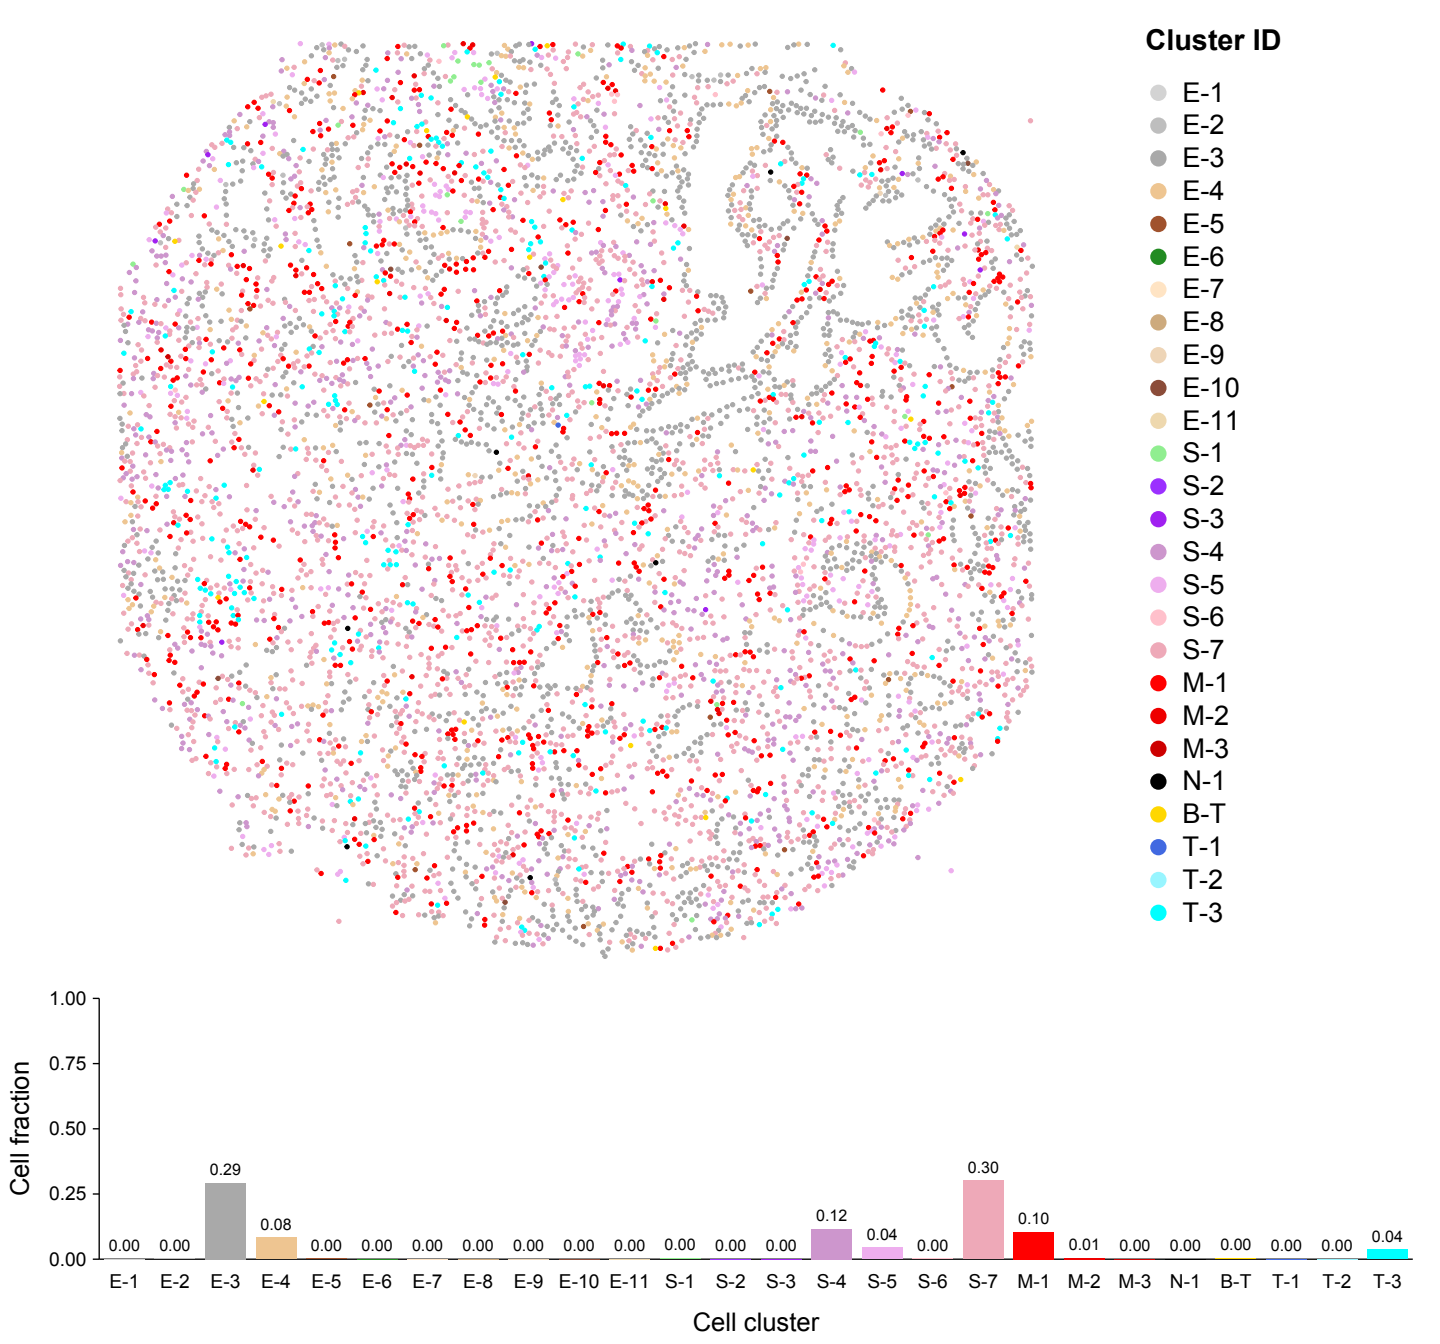 Cluster ID
E-1
E-2
E-3
E-4
E-5
E-6
E-7
E-8
E-9
E-10
E-11
S-1
S-2
S-3
S-4
S-5
S-6
S-7
M-1
M-2
M-3
N-1
B-T
T-1
T-2
T-3
1.00
0.75
0.50
0.25
0.00
Cell fraction
0.00 0.00 0.29 0.08 0.00 0.00 0.00 0.00 0.00 0.00 0.00 0.00 0.00 0.00 0.12 0.04 0.00 0.30 0.10 0.01 0.00 0.00 0.00 0.00 0.00 0.04
E-1 E-2 E-3 E-4 E-5 E-6 E-7 E-8 E-9 E-10 E-11 S-1 S-2 S-3 S-4 S-5 S-6 S-7 M-1 M-2 M-3 N-1 B-T T-1 T-2 T-3
Cell cluster